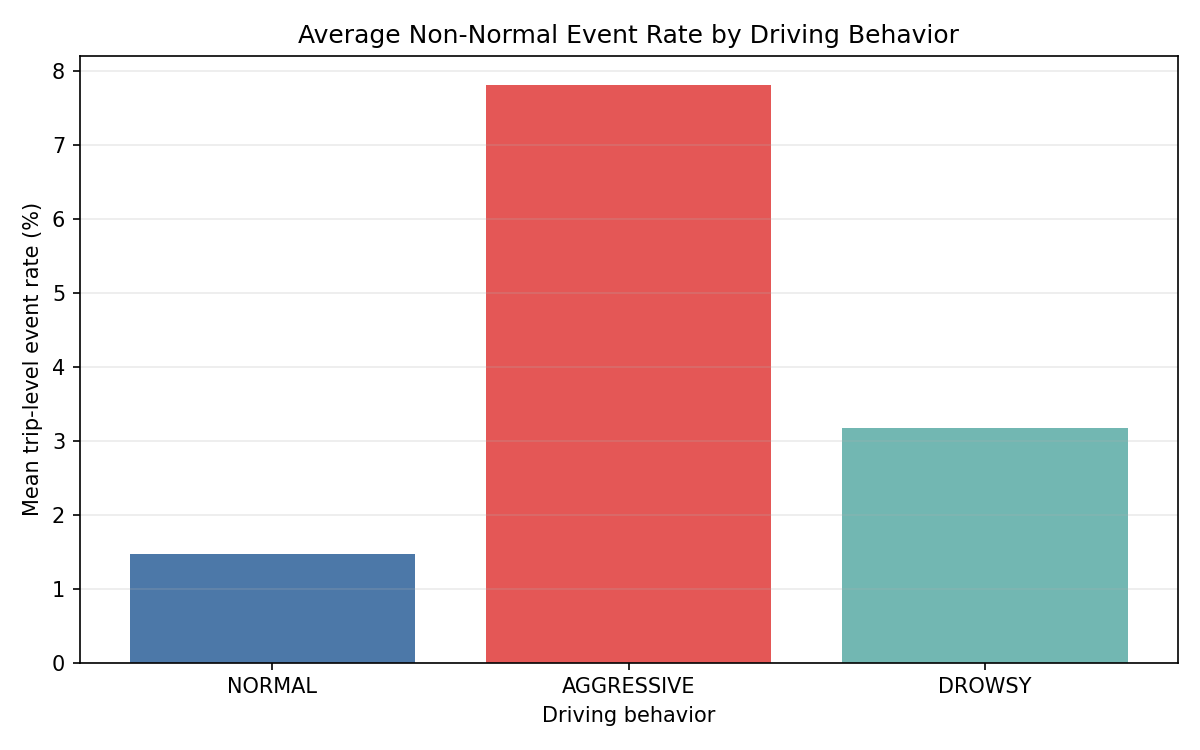 Average Non-Normal Event Rate by Driving Behavior
Mean trip-level event rate (%)
8
7
6
5
4
3
2
1
0
NORMAL AGGRESSIVE DROWSY
Driving behavior